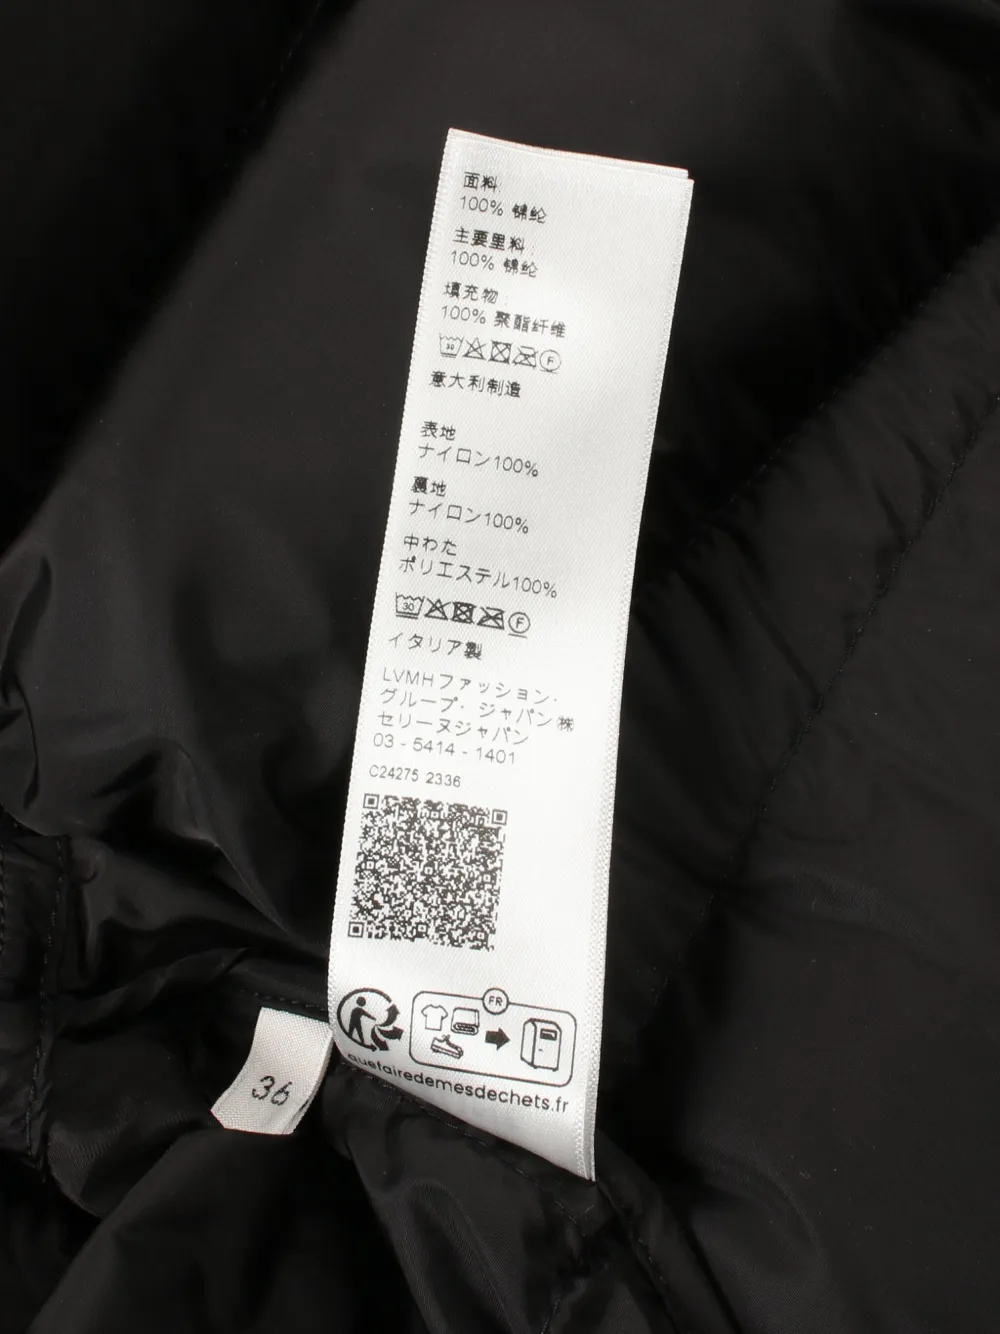 面料:
100% 锦纶
主要里料:
100% 锦纶
填充物:
100% 聚酯纤维
30 F
意大利制造
表地
ナイロン100%
裏地
ナイロン100%
中わた
ポリエステル100%
30 F
イタリア製
LVMHファッション・
グループ・ジャパン㈱
セリーヌジャパン
03 - 5414 - 1401
C24275 2336
FR
quefairedemesdechets.fr
36